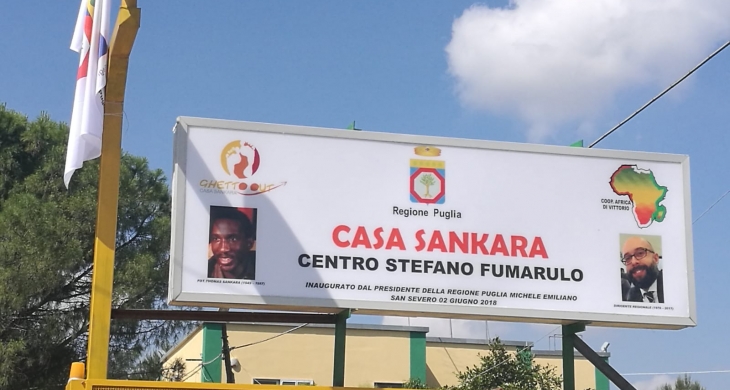 GHETTO OUT
Regione Puglia
COOP. AFRICA
DI VITTORIO
CASA SANKARA
CENTRO STEFANO FUMARULO
INAUGURATO DAL PRESIDENTE DELLA REGIONE PUGLIA MICHELE EMILIANO
SAN SEVERO 02 GIUGNO 2018